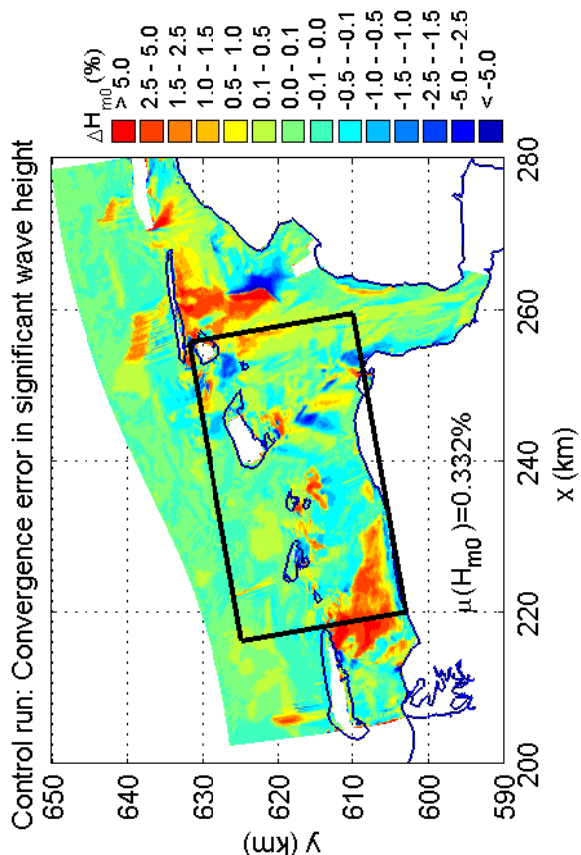 Control run: Convergence error in significant wave height
ΔHm0(%)
> 5.0
2.5 - 5.0
1.5 - 2.5
1.0 - 1.5
0.5 - 1.0
0.1 - 0.5
0.0 - 0.1
-0.1 - 0.0
-0.5 - -0.1
-1.0 - -0.5
-1.5 - -1.0
-2.5 - -1.5
-5.0 - -2.5
< -5.0
650
640
630
620
610
600
590
y (km)
μ(Hm0)=0.332%
200
220
240
260
280
x (km)